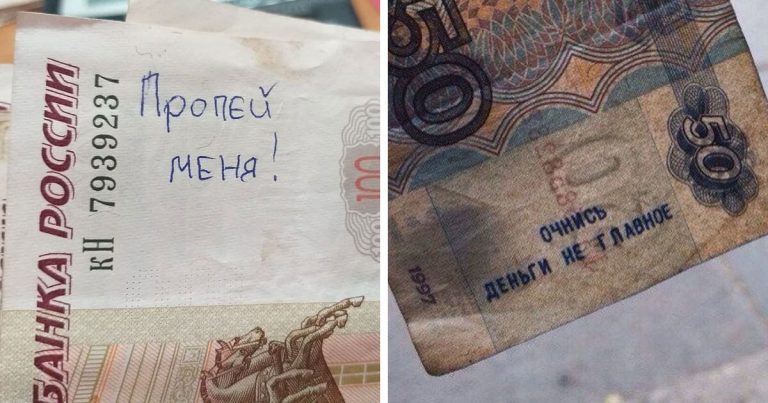 БАНКА РОССИИ
кН 7939237
Пропей
меня!
100
50
50
1997
ОЧНИСЬ
ДЕНЬГИ НЕ ГЛАВНОЕ